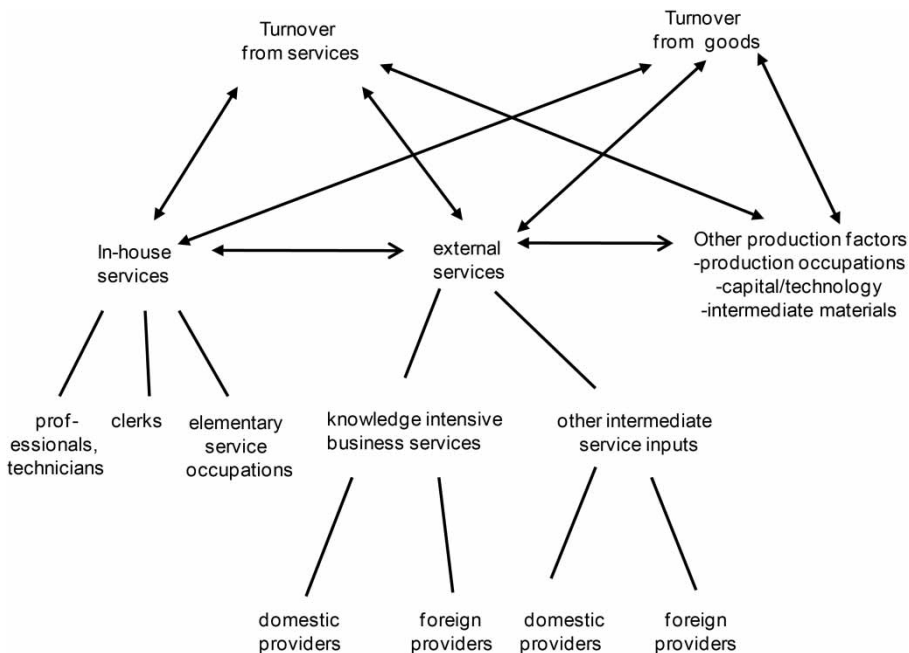 Turnover
from services
Turnover
from goods
In-house
services
external
services
Other production factors
-production occupations
-capital/technology
-intermediate materials
prof-
essionals,
technicians
clerks
elementary
service
occupations
knowledge intensive
business services
other intermediate
service inputs
domestic
providers
foreign
providers
domestic
providers
foreign
providers